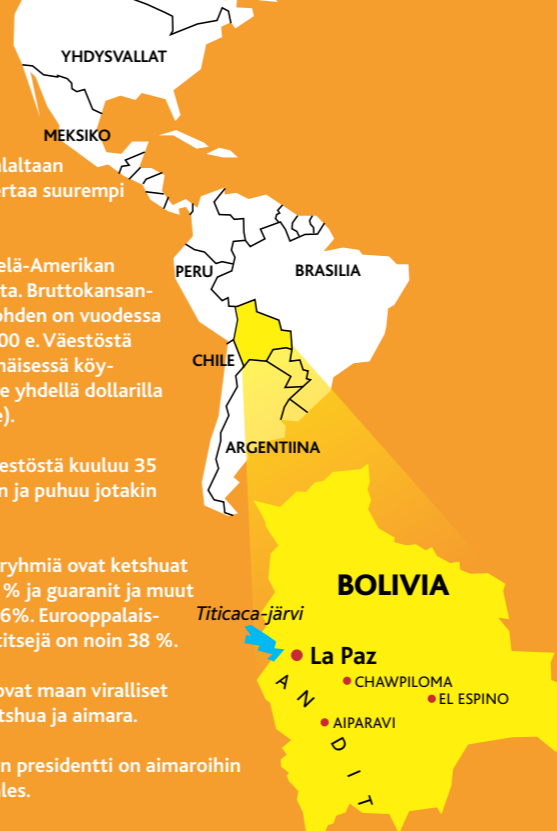 YHDYSVALLAT
MEKSIKO
ertaa suurempi
PERU
BRASILIA
elä-Amerikan
ta. Bruttokansan-
ohden on vuodessa
00 e. Väestöstä
CHILE
näisessä köy-
e yhdellä dollarilla
e).
ARGENTIINA
estöstä kuuluu 35
n ja puhuu jotakin
ryhmiä ovat ketshuat
% ja guaranit ja muut
6%. Eurooppalais-
titsejä on noin 38 %.
BOLIVIA
Titicaca-järvi
La Paz
CHAWPILOMA
EL ESPINO
AIPARAVI
ANDIT
ovat maan viralliset
tshua ja aimara.
n presidentti on aimaroihin
les.